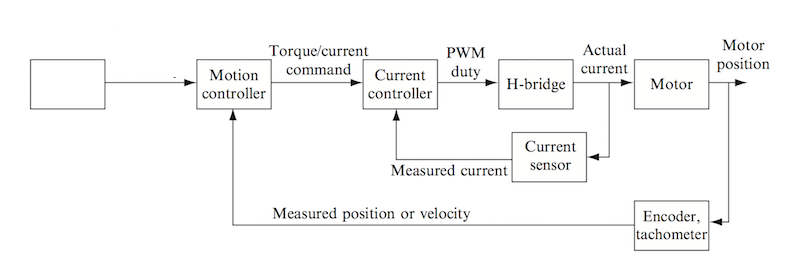 Torque/current
command
PWM
duty
Actual
current
Motor
position
Motion
controller
Current
controller
H-bridge
Motor
Current
sensor
Measured current
Measured position or velocity
Encoder,
tachometer